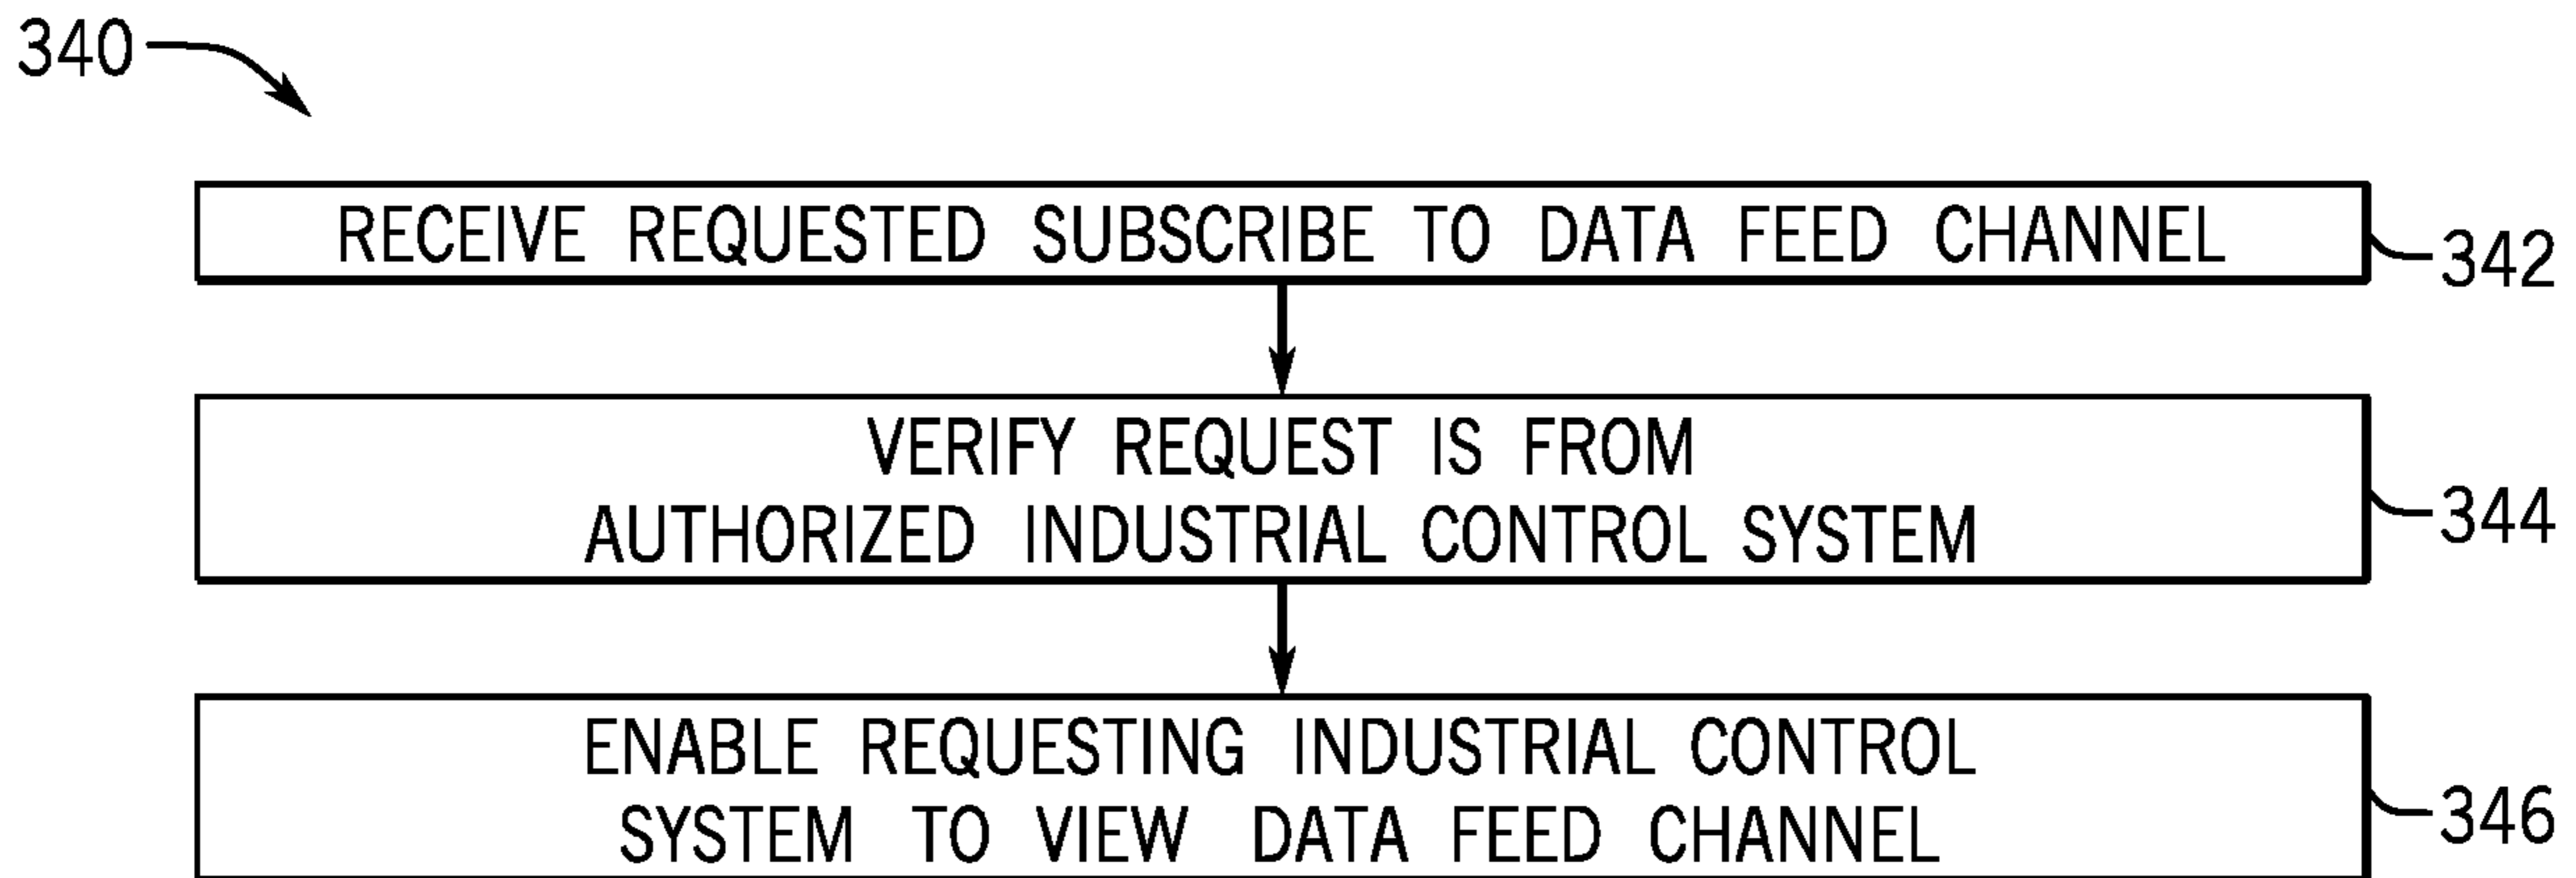 340
RECEIVE REQUESTED SUBSCRIBE TO DATA FEED CHANNEL
342
VERIFY REQUEST IS FROM
AUTHORIZED INDUSTRIAL CONTROL SYSTEM
344
ENABLE REQUESTING INDUSTRIAL CONTROL
SYSTEM TO VIEW DATA FEED CHANNEL
346